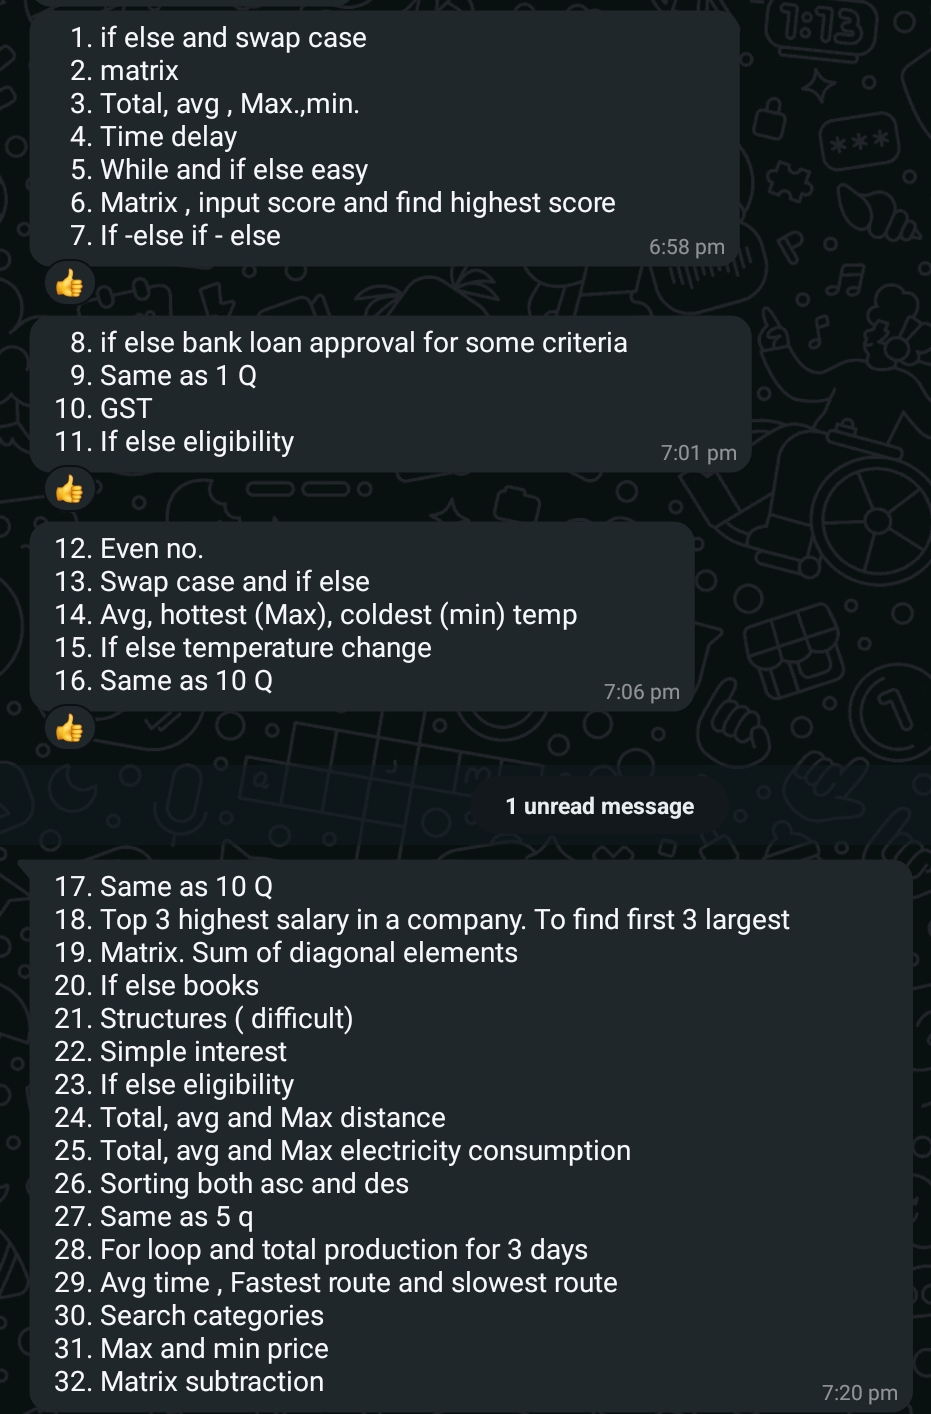 1. if else and swap case
2. matrix
3. Total, avg , Max.,min.
4. Time delay
5. While and if else easy
6. Matrix , input score and find highest score
7. If -else if - else
6:58 pm
8. if else bank loan approval for some criteria
9. Same as 1 Q
10. GST
11. If else eligibility
7:01 pm
12. Even no.
13. Swap case and if else
14. Avg, hottest (Max), coldest (min) temp
15. If else temperature change
16. Same as 10 Q
7:06 pm
1 unread message
17. Same as 10 Q
18. Top 3 highest salary in a company. To find first 3 largest
19. Matrix. Sum of diagonal elements
20. If else books
21. Structures ( difficult)
22. Simple interest
23. If else eligibility
24. Total, avg and Max distance
25. Total, avg and Max electricity consumption
26. Sorting both asc and des
27. Same as 5 q
28. For loop and total production for 3 days
29. Avg time , Fastest route and slowest route
30. Search categories
31. Max and min price
32. Matrix subtraction
7:20 pm